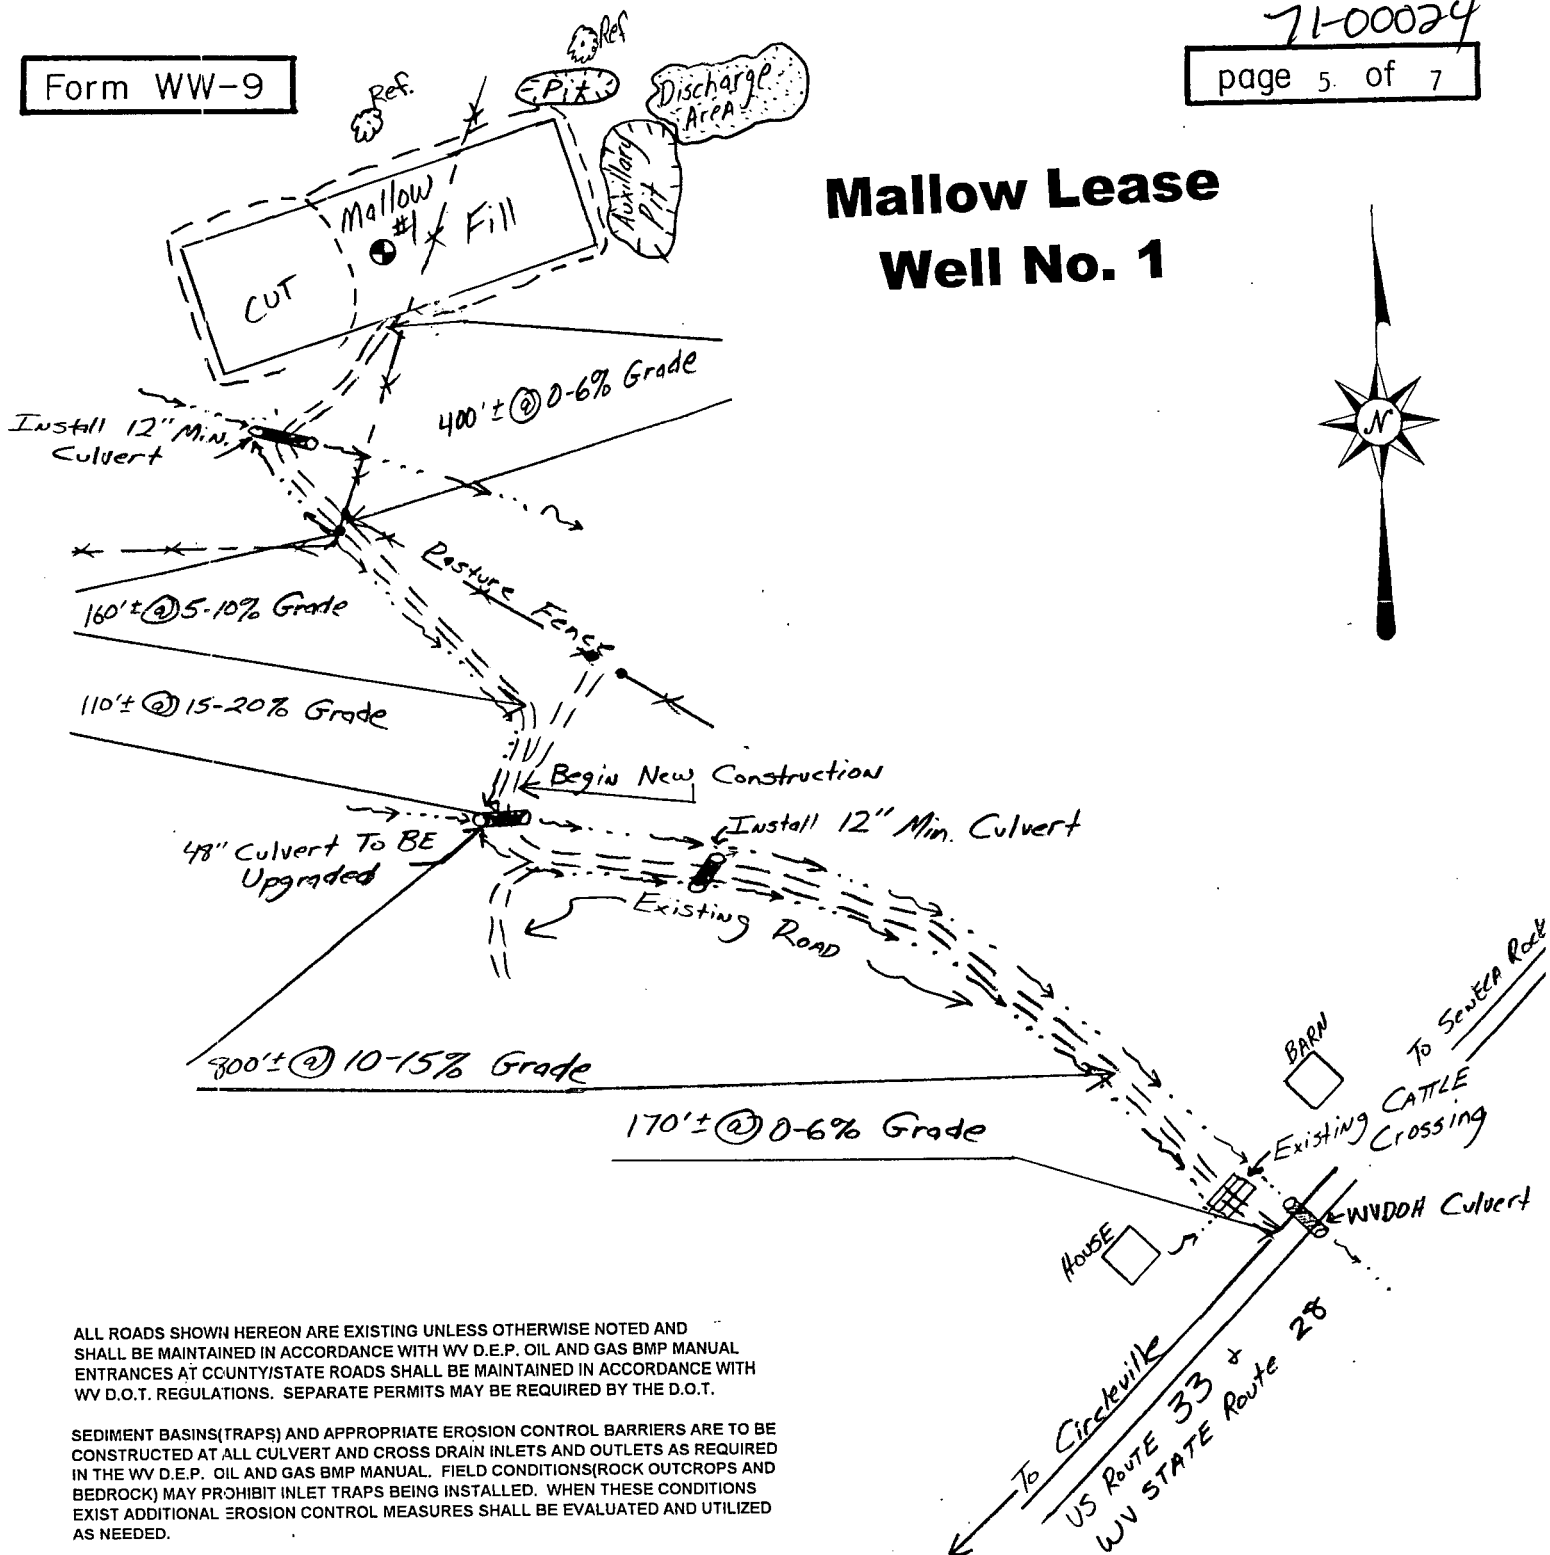 71-00024
Form WW-9
page 5 of 7
Ref
Ref.
Pit
Discharge
Area
Auxillary
Pit
Mallow
#1
Fill
CUT
Mallow Lease
Well No. 1
N
400'± @ 0-6% Grade
Install 12" Min.
Culvert
Pasture Fence
160'± @ 5-10% Grade
110'± @ 15-20% Grade
Begin New Construction
Install 12" Min. Culvert
48" Culvert To BE
Upgraded
Existing ROAD
800'± @ 10-15% Grade
170'± @ 0-6% Grade
BARN
To SENECA Rock
Existing CATTLE
Crossing
WVDOH Culvert
HOUSE
To Circleville
US ROUTE 33 &
WV STATE Route 28
ALL ROADS SHOWN HEREON ARE EXISTING UNLESS OTHERWISE NOTED AND
SHALL BE MAINTAINED IN ACCORDANCE WITH WV D.E.P. OIL AND GAS BMP MANUAL
ENTRANCES AT COUNTY/STATE ROADS SHALL BE MAINTAINED IN ACCORDANCE WITH
WV D.O.T. REGULATIONS. SEPARATE PERMITS MAY BE REQUIRED BY THE D.O.T.
SEDIMENT BASINS(TRAPS) AND APPROPRIATE EROSION CONTROL BARRIERS ARE TO BE
CONSTRUCTED AT ALL CULVERT AND CROSS DRAIN INLETS AND OUTLETS AS REQUIRED
IN THE WV D.E.P. OIL AND GAS BMP MANUAL. FIELD CONDITIONS(ROCK OUTCROPS AND
BEDROCK) MAY PROHIBIT INLET TRAPS BEING INSTALLED. WHEN THESE CONDITIONS
EXIST ADDITIONAL EROSION CONTROL MEASURES SHALL BE EVALUATED AND UTILIZED
AS NEEDED.